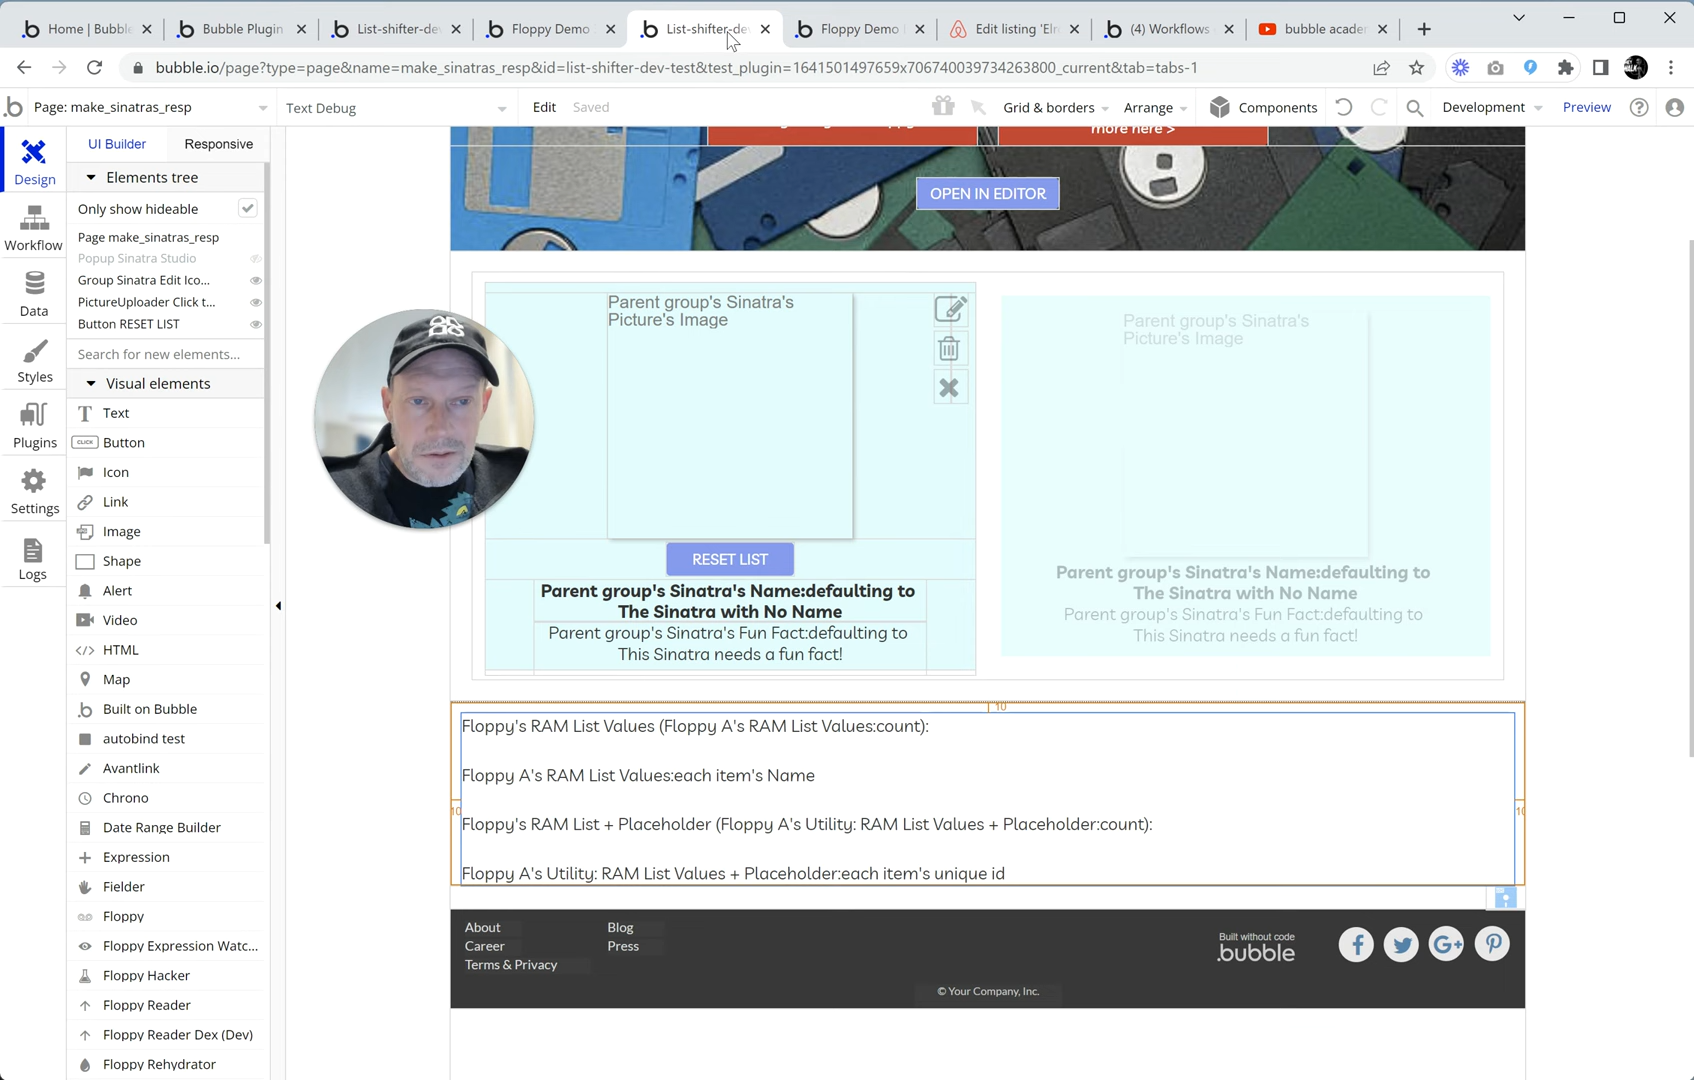 Home | Bubble
Bubble Plugin
List-shifter-de
Floppy Demo
List-shifter-de
Floppy Demo
Edit listing 'Elr
(4) Workflows
bubble acader
bubble.io/page?type=page&name=make_sinatras_resp&id=list-shifter-dev-test&test_plugin=1641501497659x706740039734263800_current&tab=tabs-1
Page: make_sinatras_resp
Text Debug
Edit
Saved
Grid & borders
Arrange
Components
Development
Preview
UI Builder
Responsive
Design
Workflow
Data
Styles
Plugins
Settings
Logs
Elements tree
Only show hideable
Page make_sinatras_resp
Popup Sinatra Studio
Group Sinatra Edit Ico...
PictureUploader Click t...
Button RESET LIST
Search for new elements...
Visual elements
Text
CLICK
Button
Icon
Link
Image
Shape
Alert
Video
HTML
Map
Built on Bubble
autobind test
Avantlink
Chrono
Date Range Builder
Expression
Fielder
Floppy
Floppy Expression Watc...
Floppy Hacker
Floppy Reader
Floppy Reader Dex (Dev)
Floppy Rehydrator
more here >
OPEN IN EDITOR
Parent group's Sinatra's
Picture's Image
RESET LIST
Parent group's Sinatra's Name:defaulting to
The Sinatra with No Name
Parent group's Sinatra's Fun Fact:defaulting to
This Sinatra needs a fun fact!
Parent group's Sinatra's
Picture's Image
Parent group's Sinatra's Name:defaulting to
The Sinatra with No Name
Parent group's Sinatra's Fun Fact:defaulting to
This Sinatra needs a fun fact!
10
Floppy's RAM List Values (Floppy A's RAM List Values:count):
Floppy A's RAM List Values:each item's Name
10
10
Floppy's RAM List + Placeholder (Floppy A's Utility: RAM List Values + Placeholder:count):
Floppy A's Utility: RAM List Values + Placeholder:each item's unique id
About
Career
Terms & Privacy
Blog
Press
Built without code
.bubble
© Your Company, Inc.